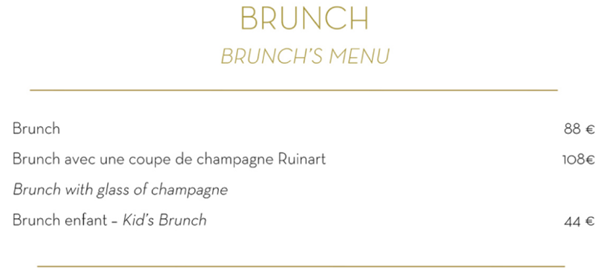 BRUNCH
BRUNCH'S MENU
Brunch 88 €
Brunch avec une coupe de champagne Ruinart 108€
Brunch with glass of champagne
Brunch enfant – Kid's Brunch 44 €